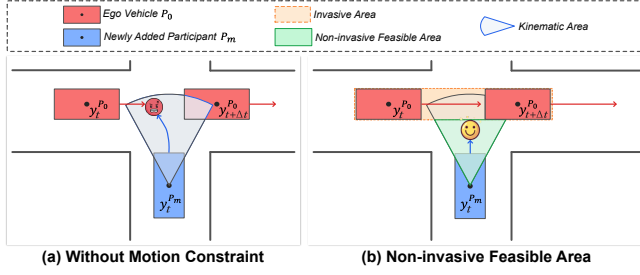 Ego Vehicle P₀
Invasive Area
Kinematic Area
Newly Added Participant Pₘ
Non-invasive Feasible Area
y_t^{P₀}
y_{t+Δt}^{P₀}
y_t^{Pₘ}
y_t^{P₀}
y_{t+Δt}^{P₀}
y_t^{Pₘ}
(a) Without Motion Constraint
(b) Non-invasive Feasible Area